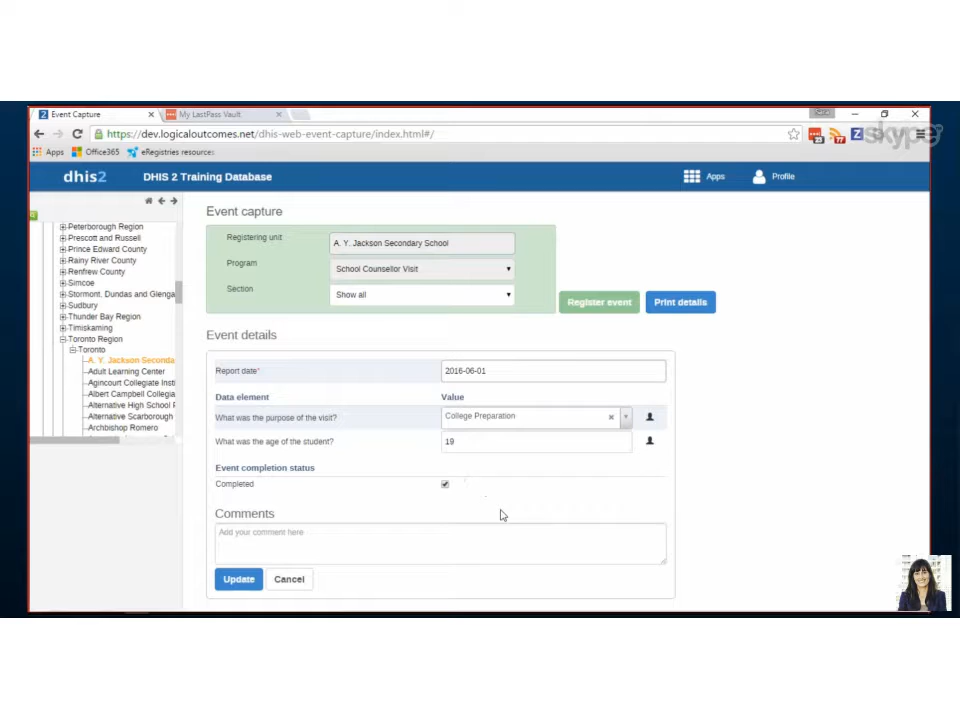 Event Capture
My LastPass Vault
https://dev.logicaloutcomes.net/dhis-web-event-capture/index.html#/
skype
Apps
Office365
eRegistries resources
dhis2
DHIS 2 Training Database
Apps
Profile
Peterborough Region
Prescott and Russell
Prince Edward County
Rainy River County
Renfrew County
Simcoe
Stormont, Dundas and Glenga
Sudbury
Thunder Bay Region
Timiskaming
Toronto Region
Toronto
A. Y. Jackson Seconda
Adult Learning Center
Agincourt Collegiate Insti
Albert Campbell Collegia
Alternative High School F
Alternative Scarborough
Archbishop Romero
Event capture
Registering unit
A. Y. Jackson Secondary School
Program
School Counsellor Visit
Section
Show all
Register event
Print details
Event details
Report date*
2016-06-01
Data element
Value
What was the purpose of the visit?
College Preparation
What was the age of the student?
19
Event completion status
Completed
Comments
Add your comment here
Update
Cancel